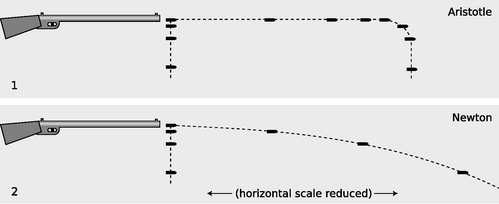 Aristotle
1
Newton
2
(horizontal scale reduced)